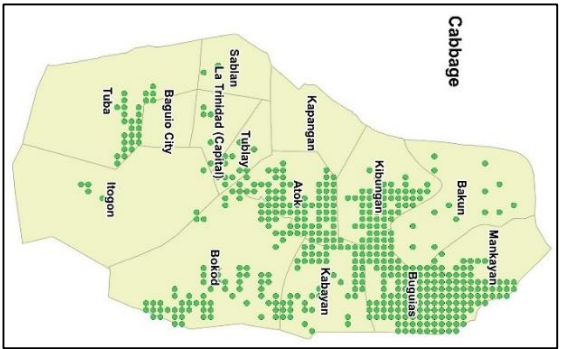 Cabbage
Mankayan
Bakun
Buguias
Kibungan
Kabayan
Kapangan
Atok
Tublay
Sablan
La Trinidad (Capital)
Bokod
Baguio City
Itogon
Tuba